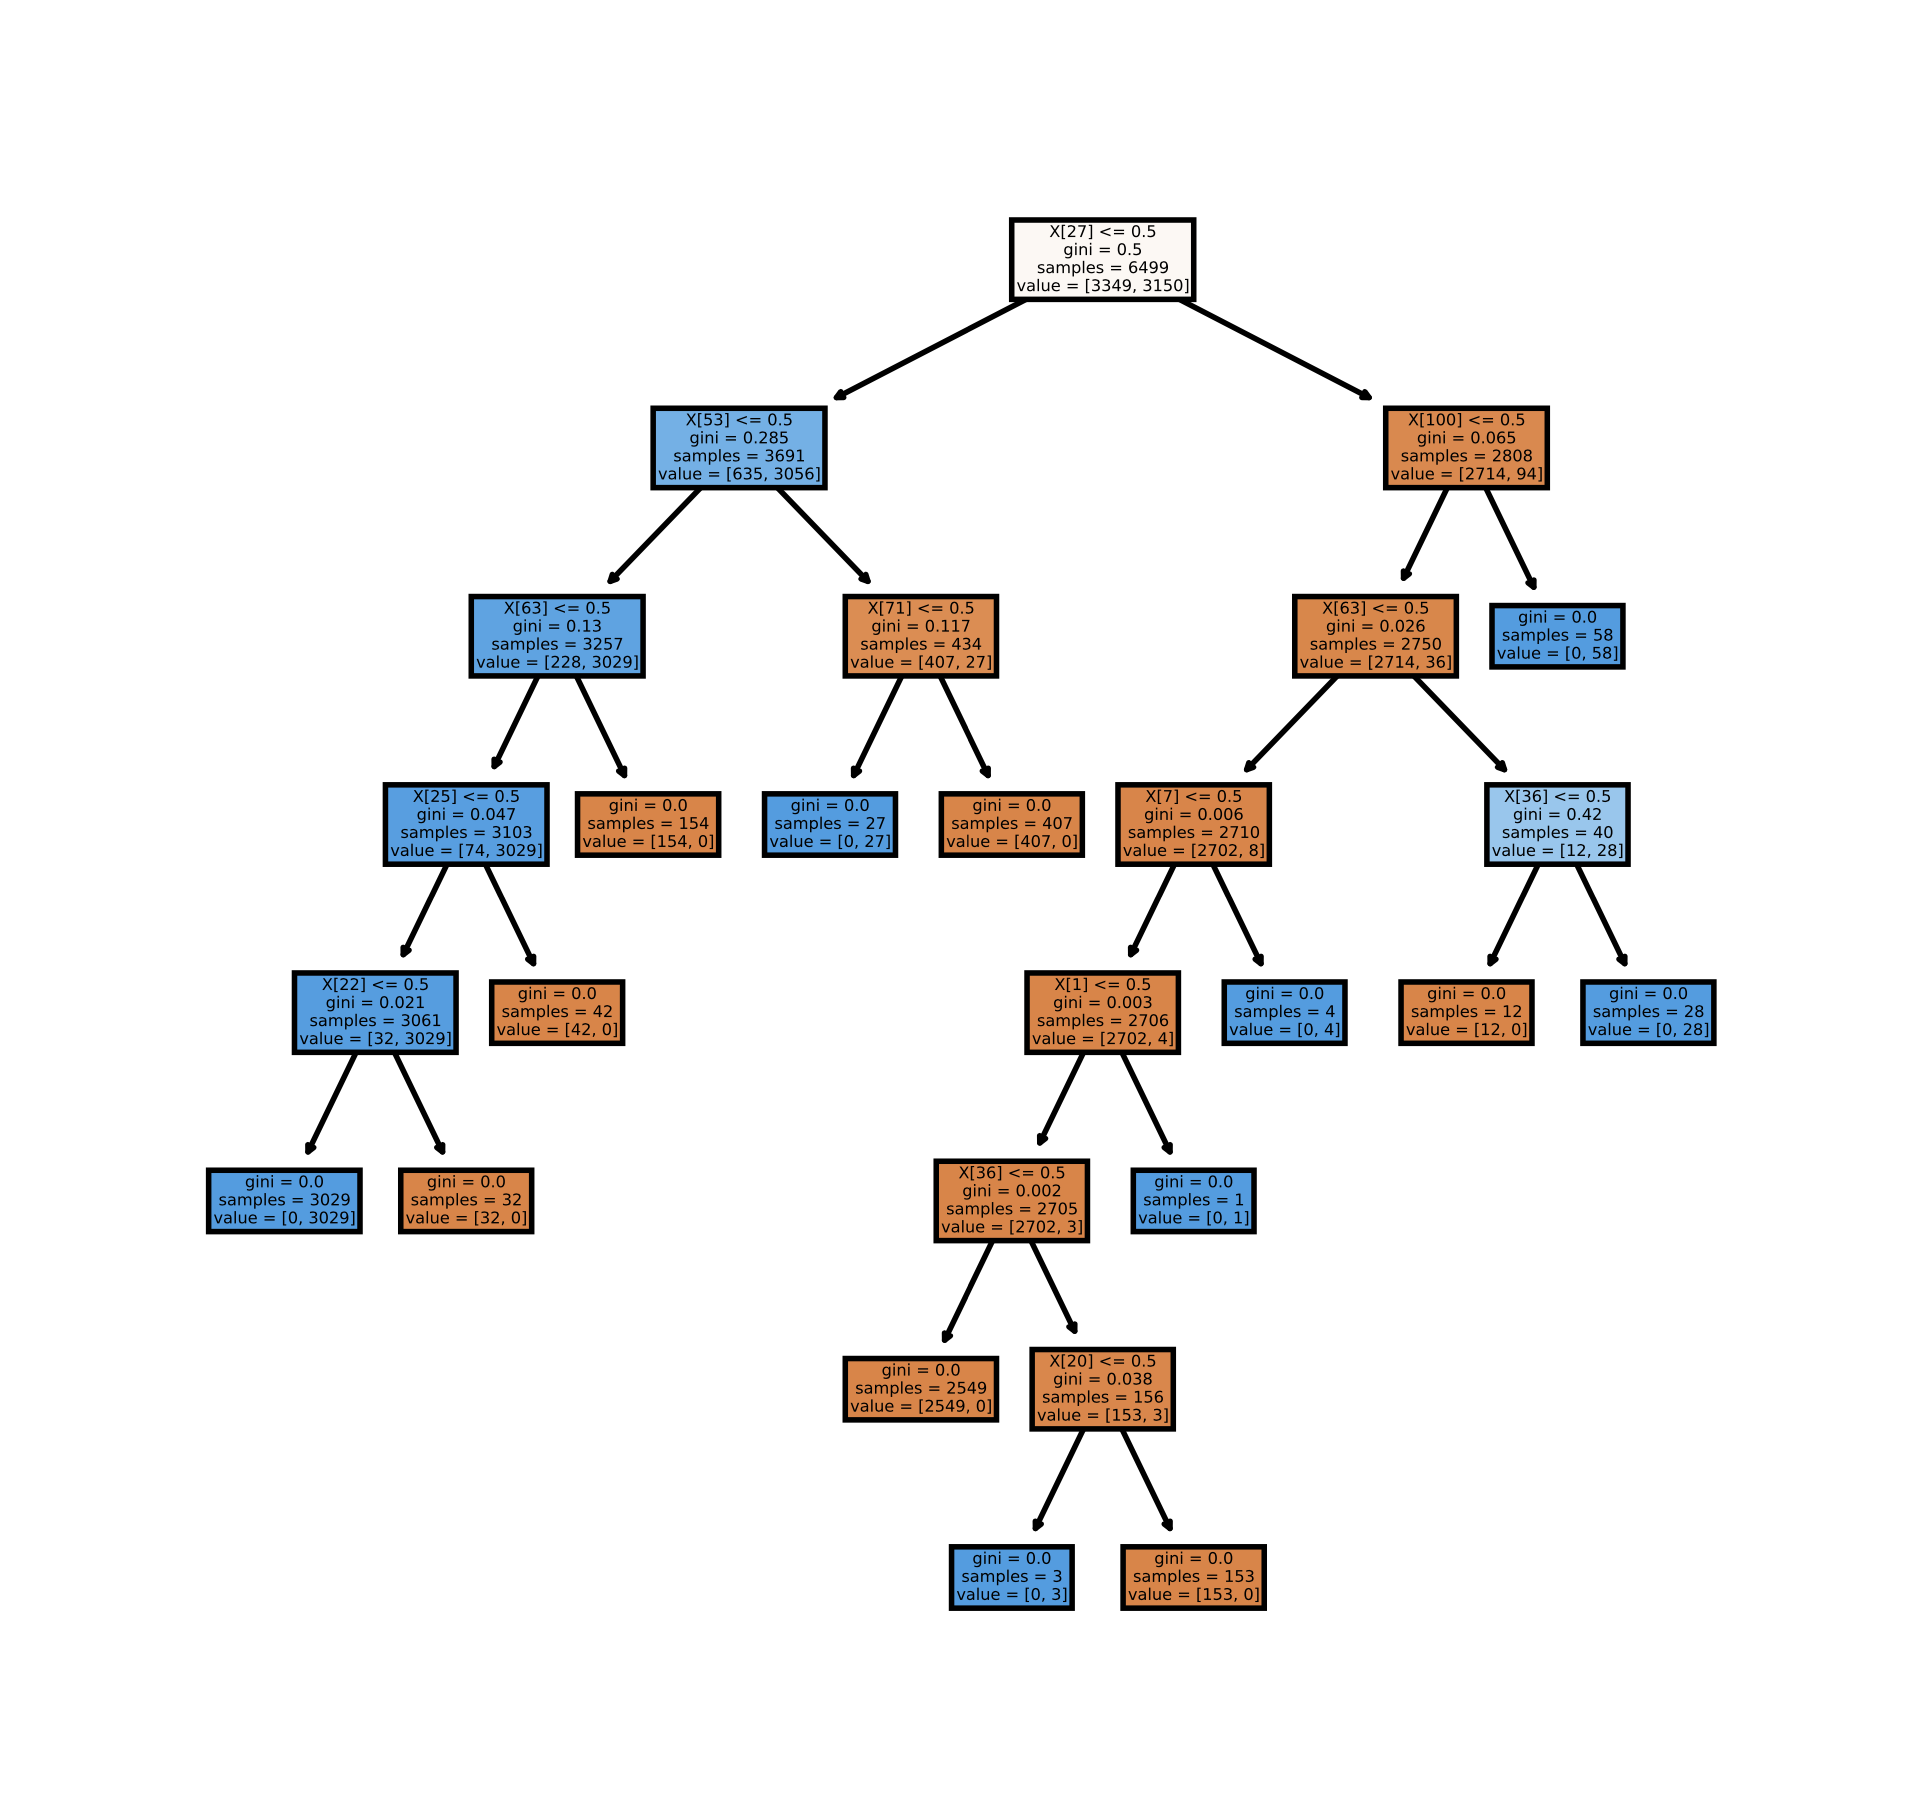 X[27] <= 0.5
gini = 0.5
samples = 6499
value = [3349, 3150]
X[53] <= 0.5
gini = 0.285
samples = 3691
value = [635, 3056]
X[100] <= 0.5
gini = 0.065
samples = 2808
value = [2714, 94]
X[63] <= 0.5
gini = 0.13
samples = 3257
value = [228, 3029]
X[71] <= 0.5
gini = 0.117
samples = 434
value = [407, 27]
X[63] <= 0.5
gini = 0.026
samples = 2750
value = [2714, 36]
gini = 0.0
samples = 58
value = [0, 58]
X[25] <= 0.5
gini = 0.047
samples = 3103
value = [74, 3029]
gini = 0.0
samples = 154
value = [154, 0]
gini = 0.0
samples = 27
value = [0, 27]
gini = 0.0
samples = 407
value = [407, 0]
X[7] <= 0.5
gini = 0.006
samples = 2710
value = [2702, 8]
X[36] <= 0.5
gini = 0.42
samples = 40
value = [12, 28]
X[22] <= 0.5
gini = 0.021
samples = 3061
value = [32, 3029]
gini = 0.0
samples = 42
value = [42, 0]
X[1] <= 0.5
gini = 0.003
samples = 2706
value = [2702, 4]
gini = 0.0
samples = 4
value = [0, 4]
gini = 0.0
samples = 12
value = [12, 0]
gini = 0.0
samples = 28
value = [0, 28]
gini = 0.0
samples = 3029
value = [0, 3029]
gini = 0.0
samples = 32
value = [32, 0]
X[36] <= 0.5
gini = 0.002
samples = 2705
value = [2702, 3]
gini = 0.0
samples = 1
value = [0, 1]
gini = 0.0
samples = 2549
value = [2549, 0]
X[20] <= 0.5
gini = 0.038
samples = 156
value = [153, 3]
gini = 0.0
samples = 3
value = [0, 3]
gini = 0.0
samples = 153
value = [153, 0]